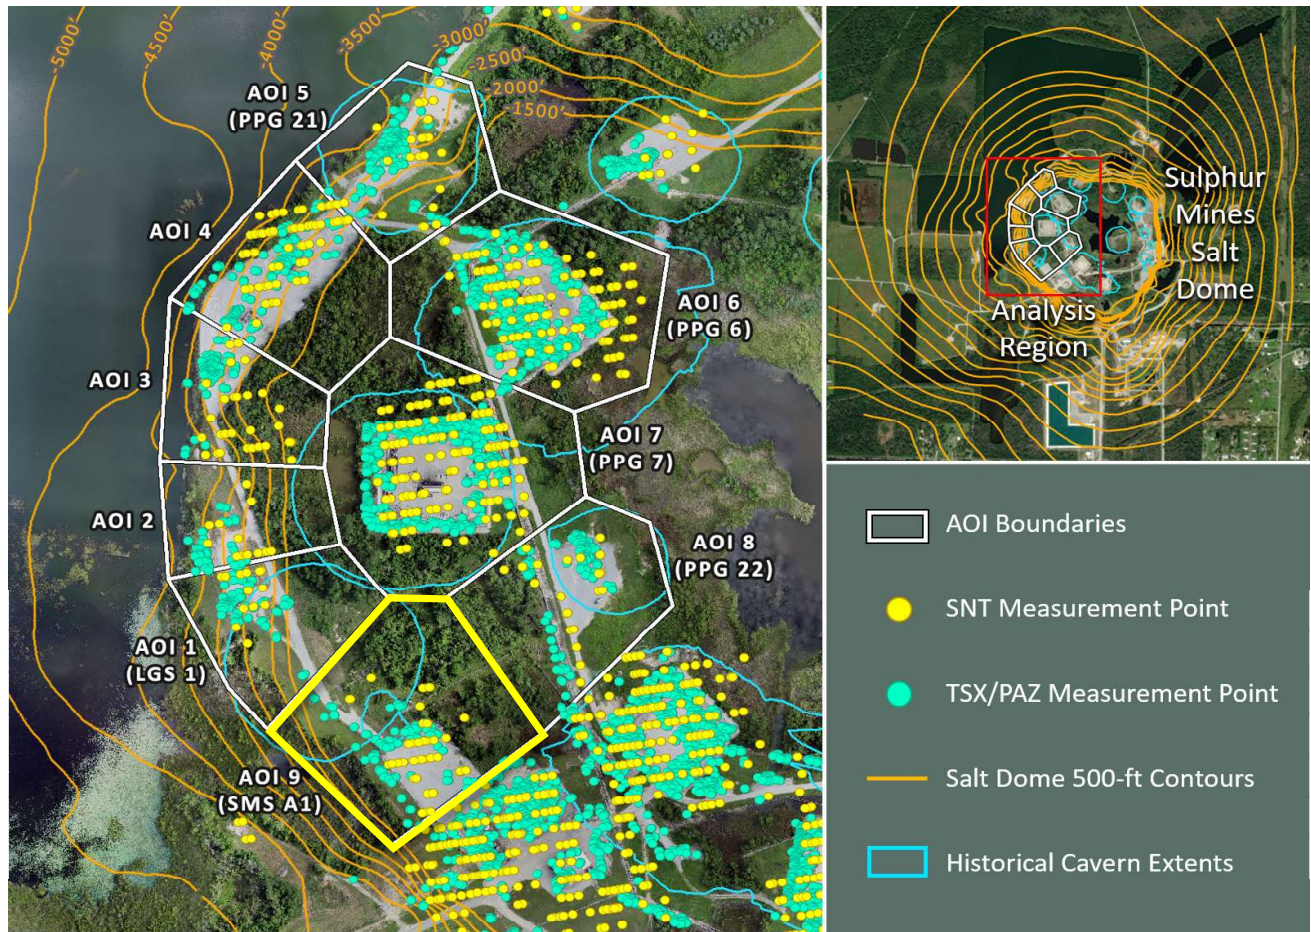 -5000'
-4500'
-4000'
-3500'
-3000'
-2500'
-2000'
-1500'
AOI 5
(PPG 21)
AOI 4
AOI 3
AOI 2
AOI 1
(LGS 1)
AOI 9
(SMS A1)
AOI 6
(PPG 6)
AOI 7
(PPG 7)
AOI 8
(PPG 22)
Sulphur
Mines
Salt
Dome
Analysis
Region
AOI Boundaries
SNT Measurement Point
TSX/PAZ Measurement Point
Salt Dome 500-ft Contours
Historical Cavern Extents